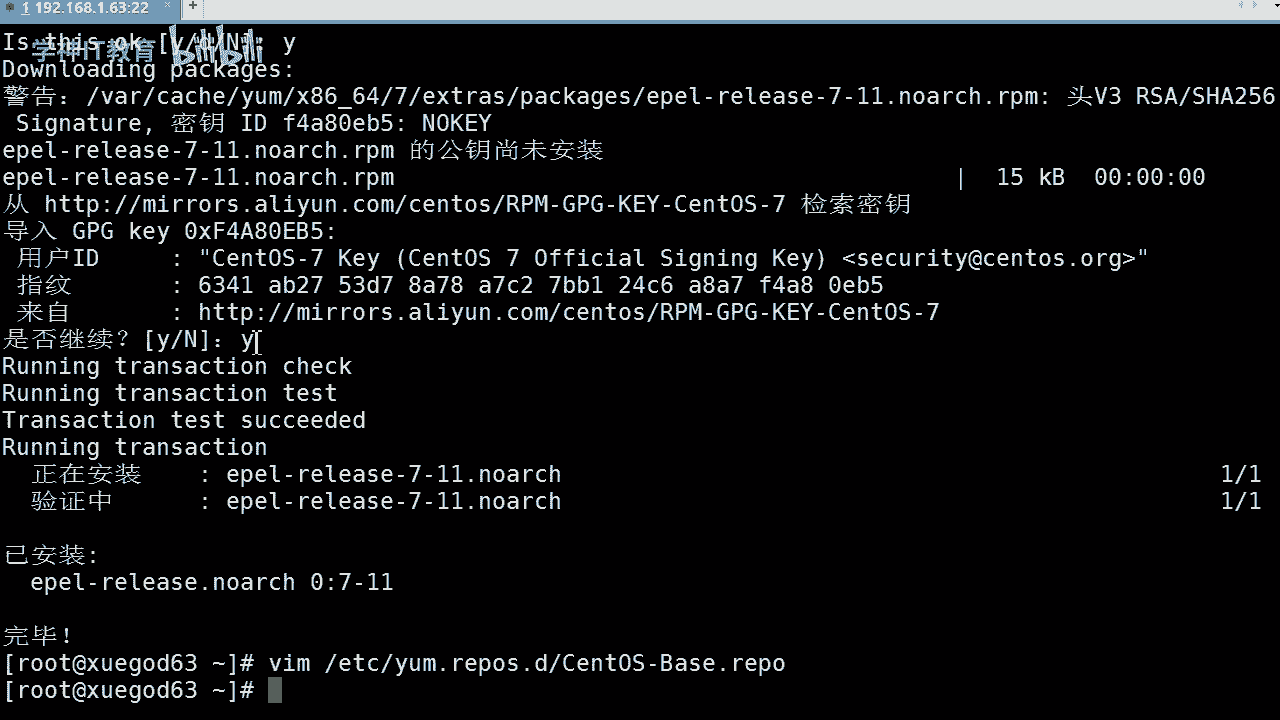 1 192.168.1.63:22 × +
Is this ok [y/d/N]: y
学神IT教育 bilibili
Downloading packages:
警告：/var/cache/yum/x86_64/7/extras/packages/epel-release-7-11.noarch.rpm: 头V3 RSA/SHA256
Signature, 密钥 ID f4a80eb5: NOKEY
epel-release-7-11.noarch.rpm 的公钥尚未安装
epel-release-7-11.noarch.rpm | 15 kB 00:00:00
从 http://mirrors.aliyun.com/centos/RPM-GPG-KEY-CentOS-7 检索密钥
导入 GPG key 0xF4A80EB5:
用户ID : "CentOS-7 Key (CentOS 7 Official Signing Key) <security@centos.org>"
指纹 : 6341 ab27 53d7 8a78 a7c2 7bb1 24c6 a8a7 f4a8 0eb5
来自 : http://mirrors.aliyun.com/centos/RPM-GPG-KEY-CentOS-7
是否继续？[y/N]：y
Running transaction check
Running transaction test
Transaction test succeeded
Running transaction
正在安装 : epel-release-7-11.noarch 1/1
验证中 : epel-release-7-11.noarch 1/1
已安装:
epel-release.noarch 0:7-11
完毕！
[root@xuegod63 ~]# vim /etc/yum.repos.d/CentOS-Base.repo
[root@xuegod63 ~]#